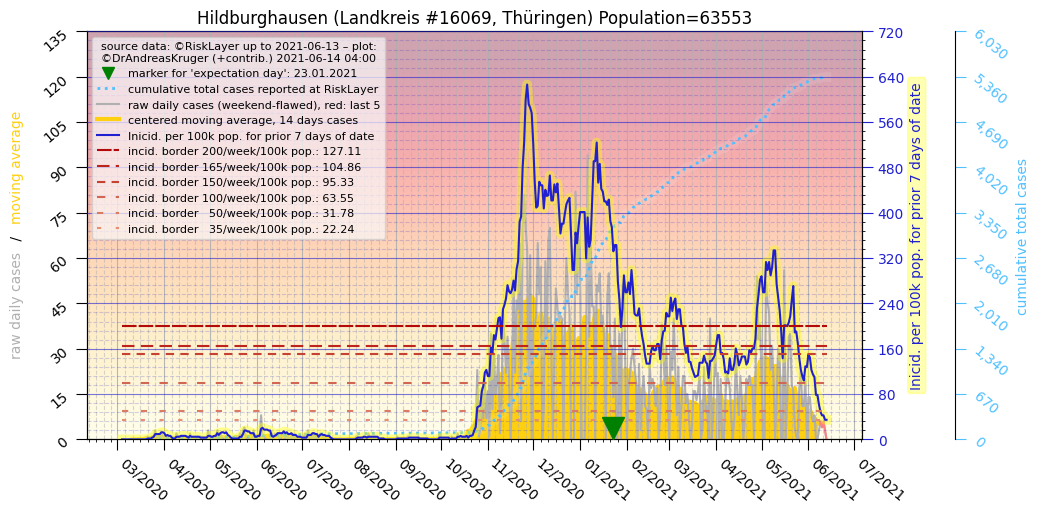 Hildburghausen (Landkreis #16069, Thüringen) Population=63553
source data: ©RiskLayer up to 2021-06-13 – plot:
©DrAndreasKruger (+contrib.) 2021-06-14 04:00
marker for 'expectation day': 23.01.2021
cumulative total cases reported at RiskLayer
raw daily cases (weekend-flawed), red: last 5
centered moving average, 14 days cases
Inicid. per 100k pop. for prior 7 days of date
incid. border 200/week/100k pop.: 127.11
incid. border 165/week/100k pop.: 104.86
incid. border 150/week/100k pop.: 95.33
incid. border 100/week/100k pop.: 63.55
incid. border 50/week/100k pop.: 31.78
incid. border 35/week/100k pop.: 22.24
raw daily cases / moving average
135
120
105
90
75
60
45
30
15
0
720
640
560
480
400
320
240
160
80
0
Inicid. per 100k pop. for prior 7 days of date
6,030
5,360
4,690
4,020
3,350
2,680
2,010
1,340
670
0
cumulative total cases
03/2020
04/2020
05/2020
06/2020
07/2020
08/2020
09/2020
10/2020
11/2020
12/2020
01/2021
02/2021
03/2021
04/2021
05/2021
06/2021
07/2021